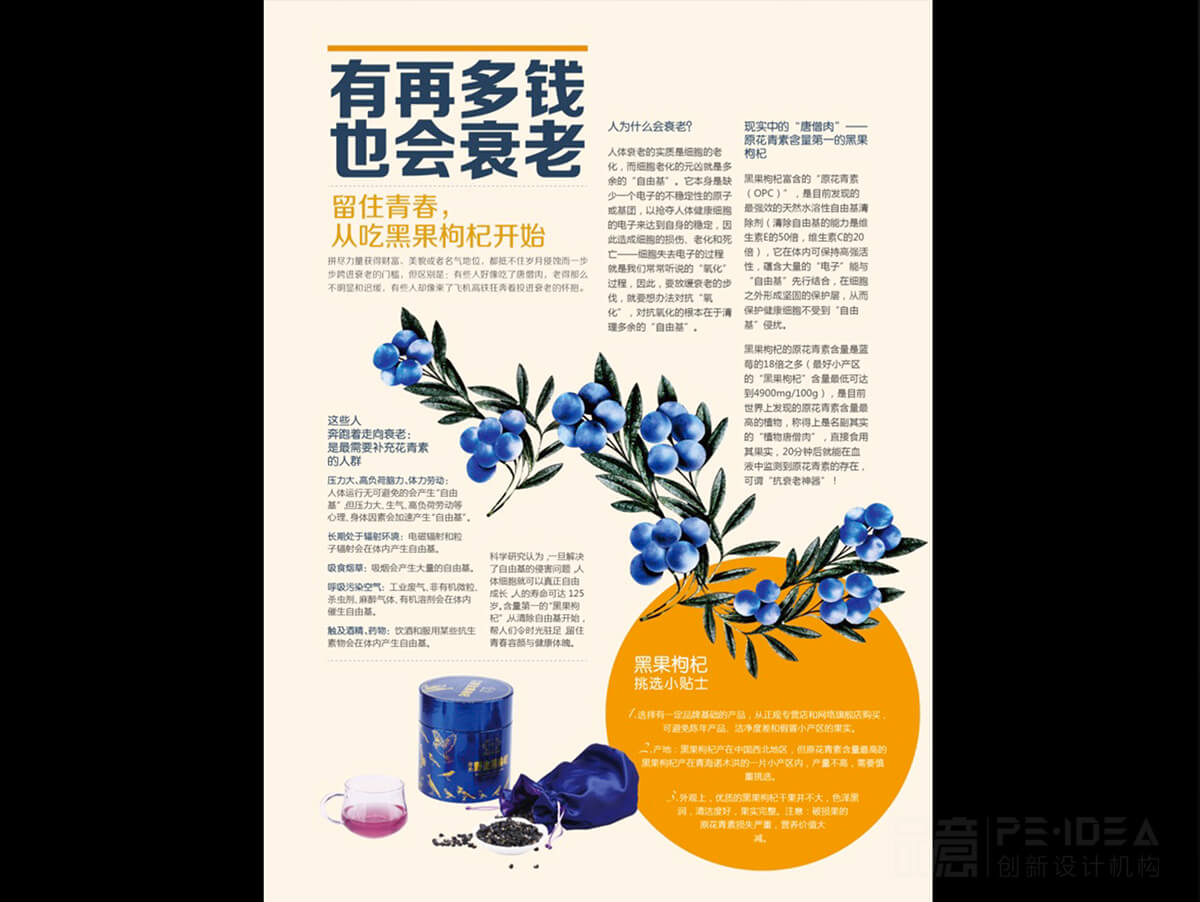 有再多钱
也会衰老
留住青春，
从吃黑果枸杞开始
拼尽力量获得财富、美貌或者名气地位，都抵不住岁月侵蚀而一步
步跨进衰老的门槛，但区别是：有些人好像吃了唐僧肉，老得那么
不明显和迟缓，有些人却像乘了飞机高铁狂奔着投进衰老的怀抱。
人为什么会衰老？
人体衰老的实质是细胞的老
化，而细胞老化的元凶就是多
余的“自由基”。它本身是缺
少一个电子的不稳定性的原子
或基团，以抢夺人体健康细胞
的电子来达到自身的稳定，因
此造成细胞的损伤、老化和死
亡——细胞失去电子的过程
就是我们常常听说的“氧化”
过程，因此，要放缓衰老的步
伐，就要想办法对抗“氧
化”，对抗氧化的根本在于清
理多余的“自由基”。
现实中的“唐僧肉”——
原花青素含量第一的黑果
枸杞
黑果枸杞富含的“原花青素
（OPC）”，是目前发现的
最强效的天然水溶性自由基清
除剂（清除自由基的能力是维
生素E的50倍，维生素C的20
倍），它在体内可保持高强活
性，蕴含大量的“电子”能与
“自由基”先行结合，在细胞
之外形成坚固的保护层，从而
保护健康细胞不受到“自由
基”侵扰。
黑果枸杞的原花青素含量是蓝
莓的18倍之多（最好小产区
的“黑果枸杞”含量最低可达
到4900mg/100g），是目前
世界上发现的原花青素含量最
高的植物，称得上是名副其实
的“植物唐僧肉”，直接食用
其果实，20分钟后就能在血
液中监测到原花青素的存在，
可谓“抗衰老神器”！
这些人
奔跑着走向衰老：
是最需要补充花青素
的人群
压力大、高负荷脑力、体力劳动：
人体运行无可避免的会产生“自由
基”，但压力大、生气、高负荷劳动等
心理、身体因素会加速产生“自由基”。
长期处于辐射环境：电磁辐射和粒
子辐射会在体内产生自由基。
吸食烟草：吸烟会产生大量的自由基。
呼吸污染空气：工业废气、非有机微粒、
杀虫剂、麻醉气体、有机溶剂会在体内
催生自由基。
触及酒精、药物：饮酒和服用某些抗生
素物会在体内产生自由基。
科学研究认为，一旦解决
了自由基的侵害问题，人
体细胞就可以真正自由
成长，人的寿命可达 125
岁。含量第一的“黑果枸
杞”，从清除自由基开始，
帮人们令时光驻足，留住
青春容颜与健康体魄。
黑果枸杞
挑选小贴士
1.选择有一定品牌基础的产品，从正规专营店和网络旗舰店购买，
可避免陈年产品、洁净度差和假冒小产区的果实。
2.产地：黑果枸杞产在中国西北地区，但原花青素含量最高的
黑果枸杞产在青海诺木洪的一片小产区内，产量不高，需要慎
重挑选。
3.外观上，优质的黑果枸杞干果并不大，色泽黑
润，清洁度好，果实完整。注意：破损果的
原花青素损失严重，营养价值大
减。
意 PE·IDEA
创新设计机构